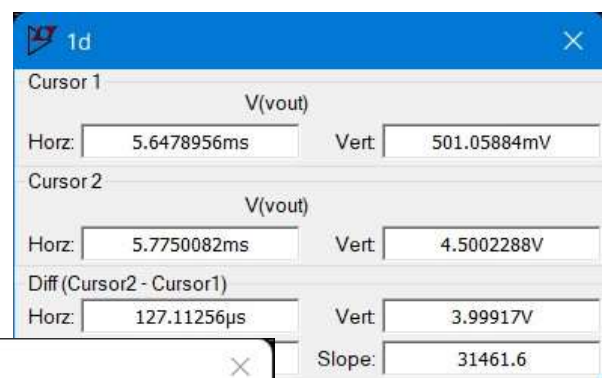 1d
Cursor 1
V(vout)
Horz: 5.6478956ms Vert: 501.05884mV
Cursor 2
V(vout)
Horz: 5.7750082ms Vert: 4.5002288V
Diff (Cursor2 - Cursor1)
Horz: 127.11256µs Vert: 3.99917V
Slope: 31461.6